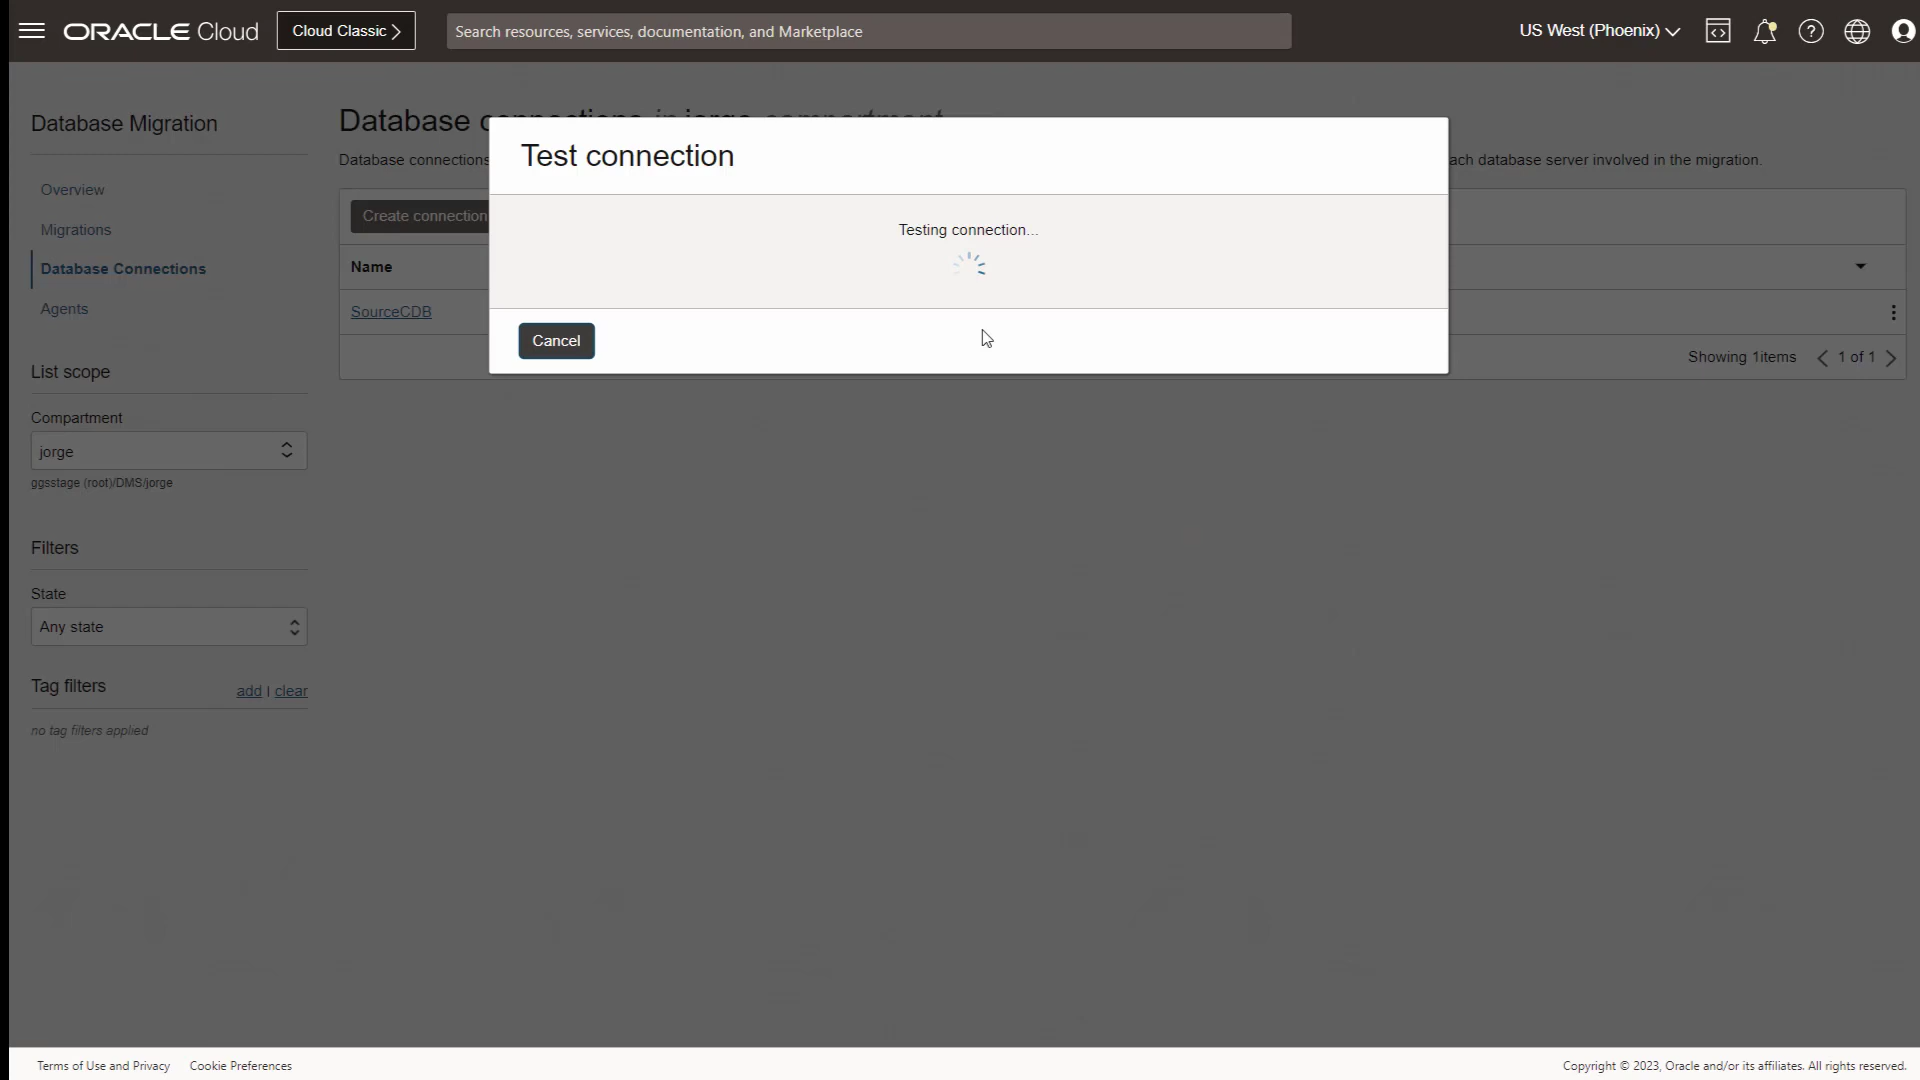 ORACLE Cloud
Cloud Classic
Search resources, services, documentation, and Marketplace
US West (Phoenix)
Database Migration
Overview
Migrations
Database Connections
Agents
List scope
Compartment
jorge
ggsstage (root)/DMS/jorge
Filters
State
Any state
Tag filters
add | clear
no tag filters applied
Database connections in jorge compartment
Database connections
ach database server involved in the migration.
Create connection
Name
SourceCDB
Showing 1items
1 of 1
Test connection
Testing connection...
Cancel
Terms of Use and Privacy
Cookie Preferences
Copyright © 2023, Oracle and/or its affiliates. All rights reserved.